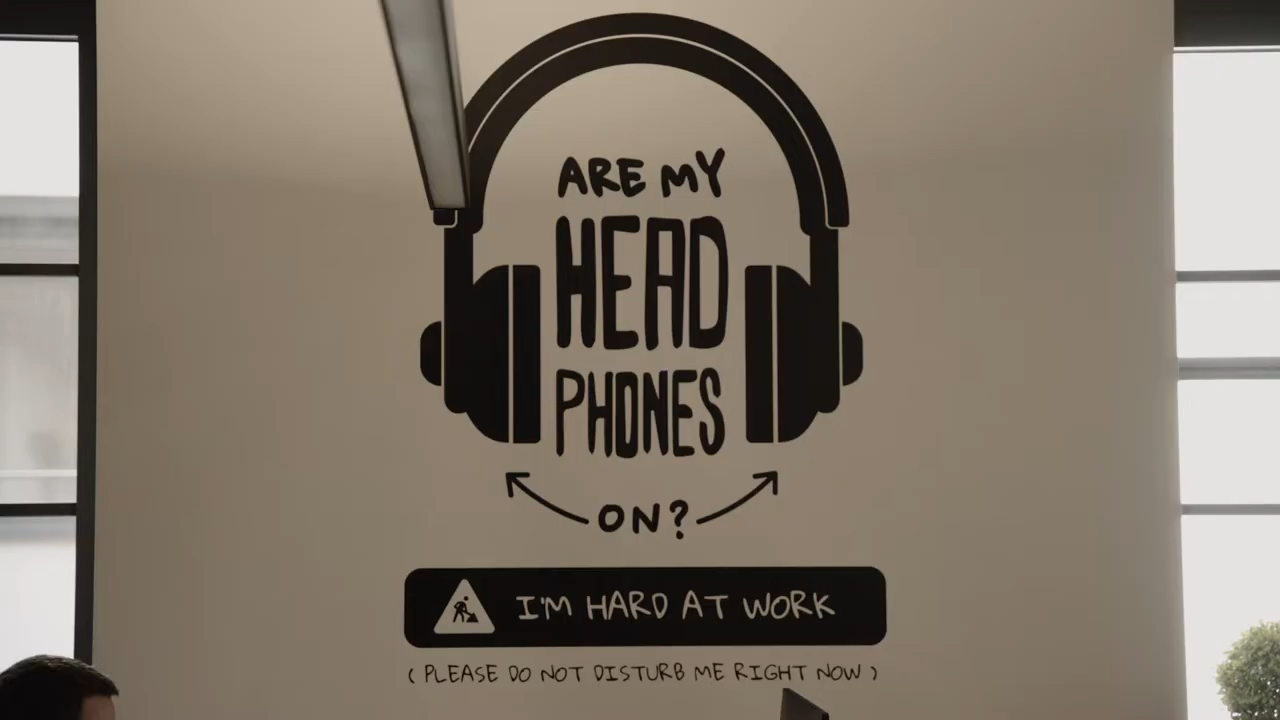 ARE MY
HEAD
PHONES
ON?
I'M HARD AT WORK
( PLEASE DO NOT DISTURB ME RIGHT NOW )